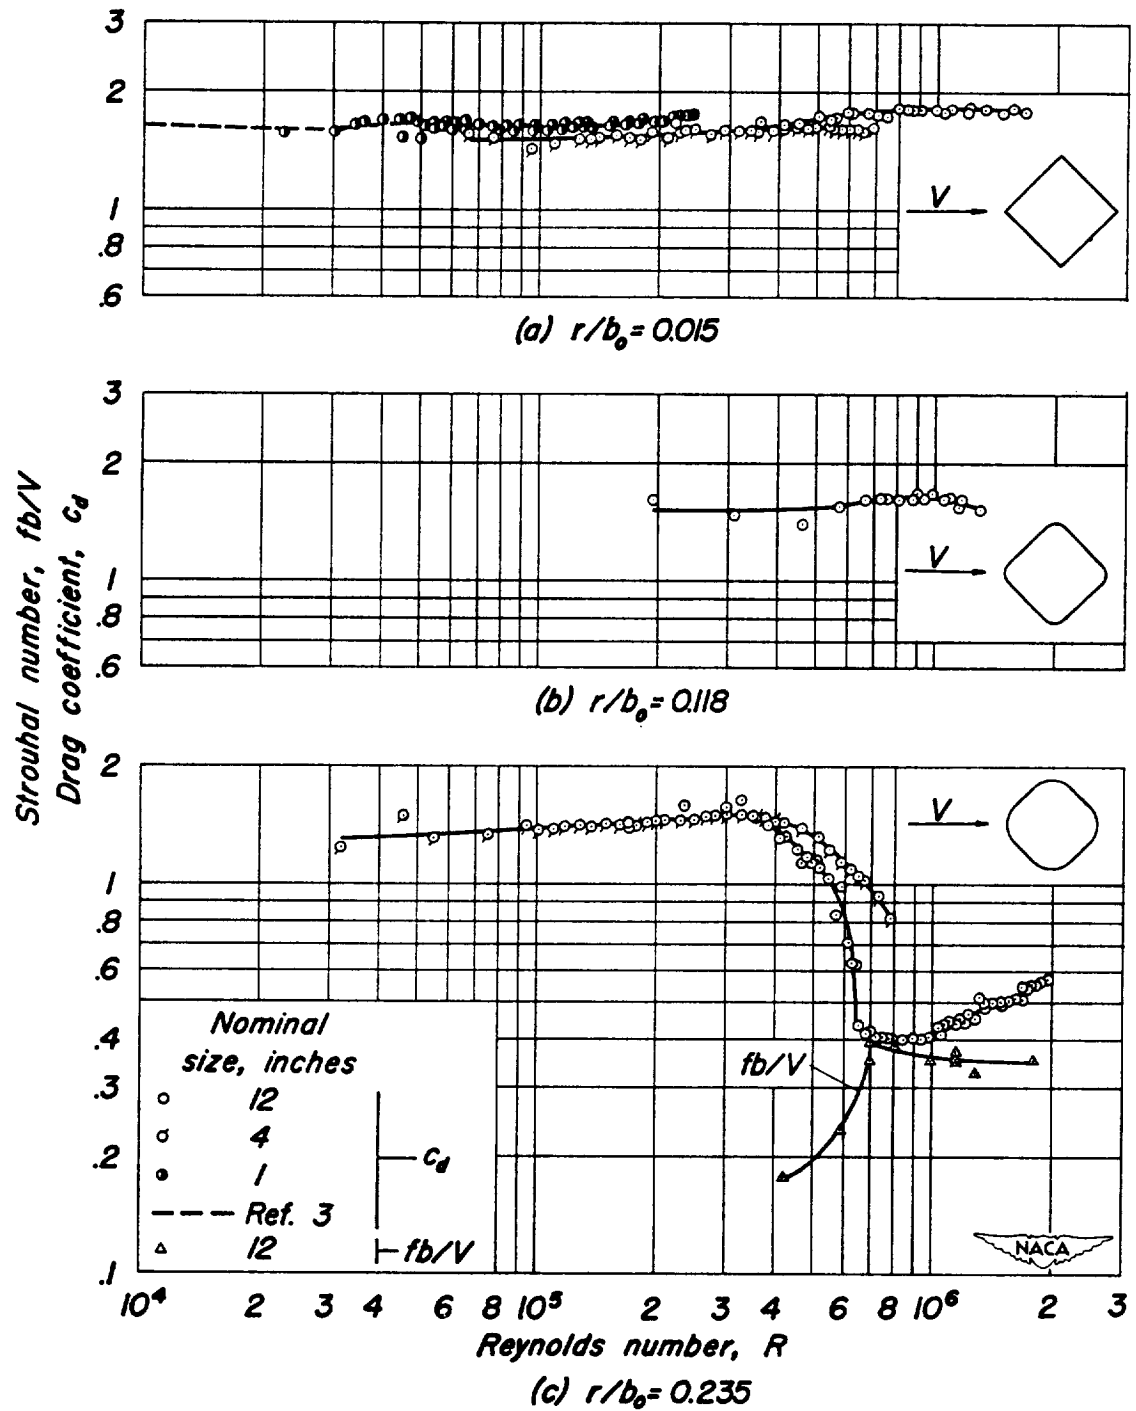 3
2
1
.8
.6
V
(a) r/b₀= 0.015
3
2
1
.8
.6
V
(b) r/b₀= 0.118
Strouhal number, fb/V
Drag coefficient, c_d
2
1
.8
.6
.4
.3
.2
.1
V
fb/V
Nominal
size, inches
12
4
1
Ref. 3
12
c_d
fb/V
NACA
10⁴ 2 3 4 6 8 10⁵ 2 3 4 6 8 10⁶ 2 3
Reynolds number, R
(c) r/b₀= 0.235